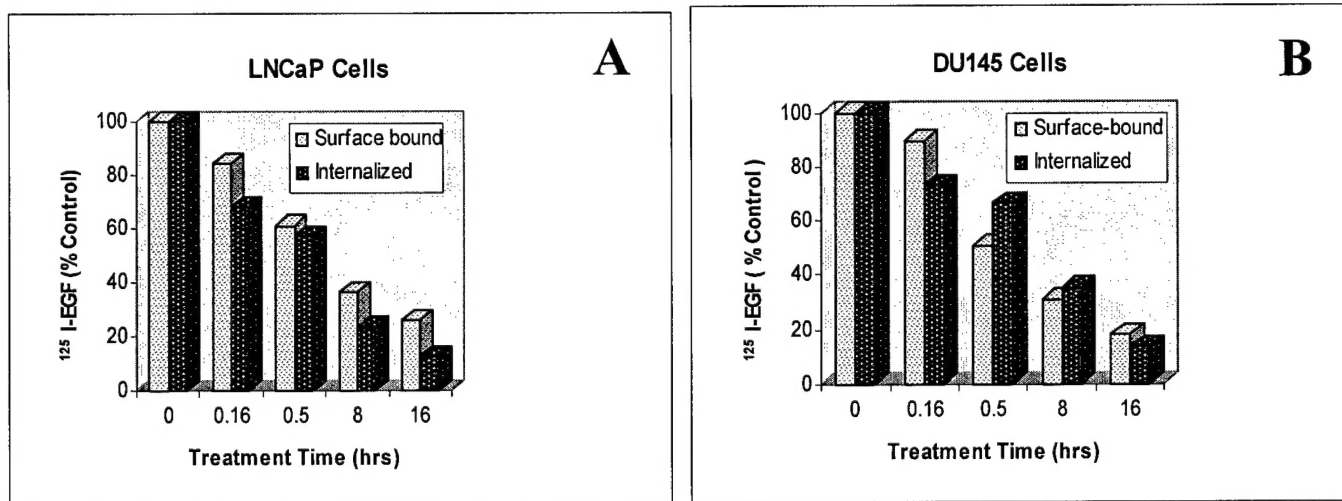 A
LNCaP Cells
Surface bound
Internalized
100
80
60
40
20
0
¹²⁵ I-EGF (% Control)
0 0.16 0.5 8 16
Treatment Time (hrs)
B
DU145 Cells
Surface-bound
Internalized
100
80
60
40
20
0
¹²⁵ I-EGF ( % Control)
0 0.16 0.5 8 16
Treatment Time (hrs)